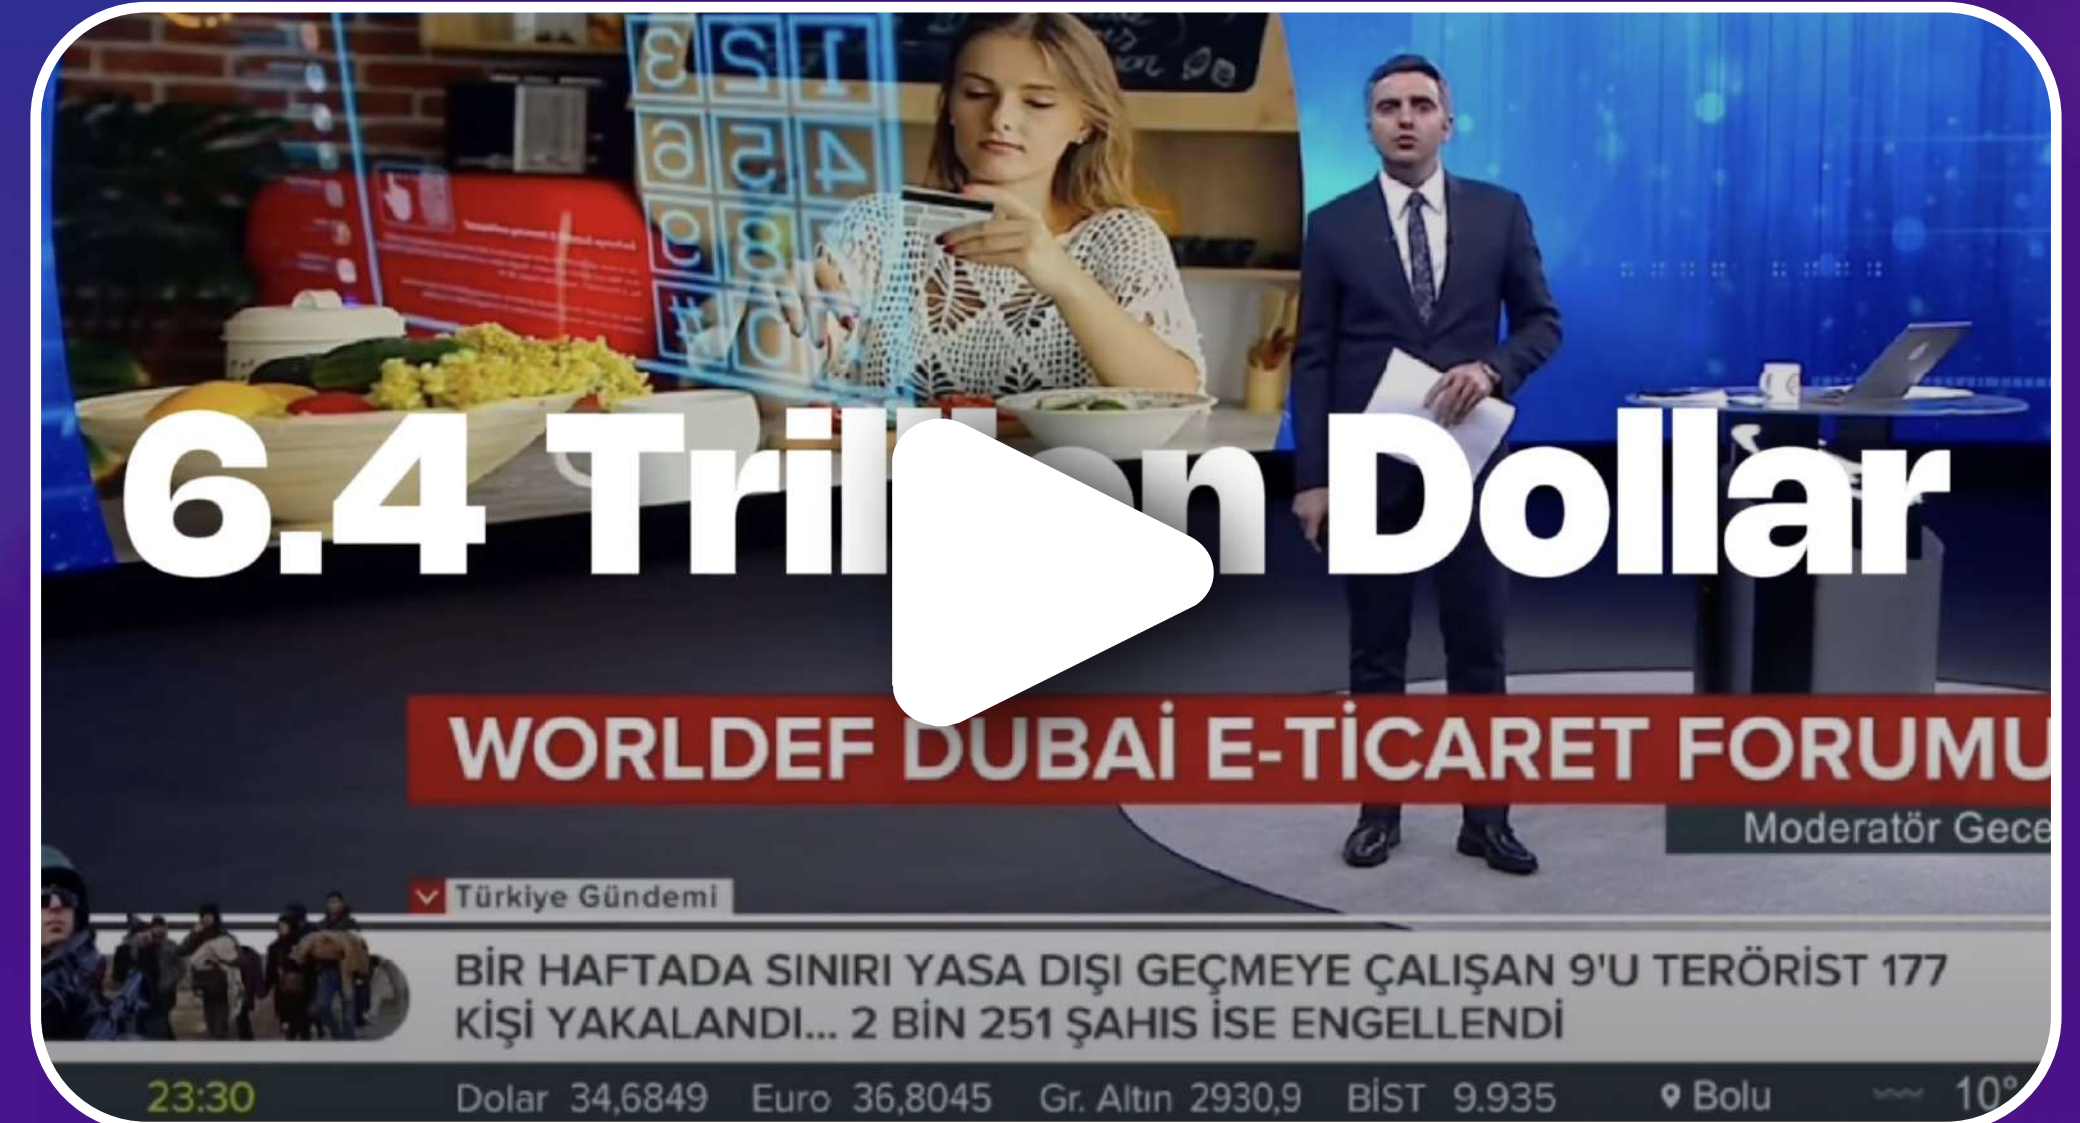 6.4 Trillion Dollar
WORLDEF DUBAİ E-TİCARET FORUMU
Moderatör Gece
Türkiye Gündemi
BİR HAFTADA SINIRI YASA DIŞI GEÇMEYE ÇALIŞAN 9'U TERÖRİST 177
KİŞİ YAKALANDI... 2 BİN 251 ŞAHIS İSE ENGELLENDİ
23:30 Dolar 34,6849 Euro 36,8045 Gr. Altın 2930,9 BİST 9.935 Bolu 10°